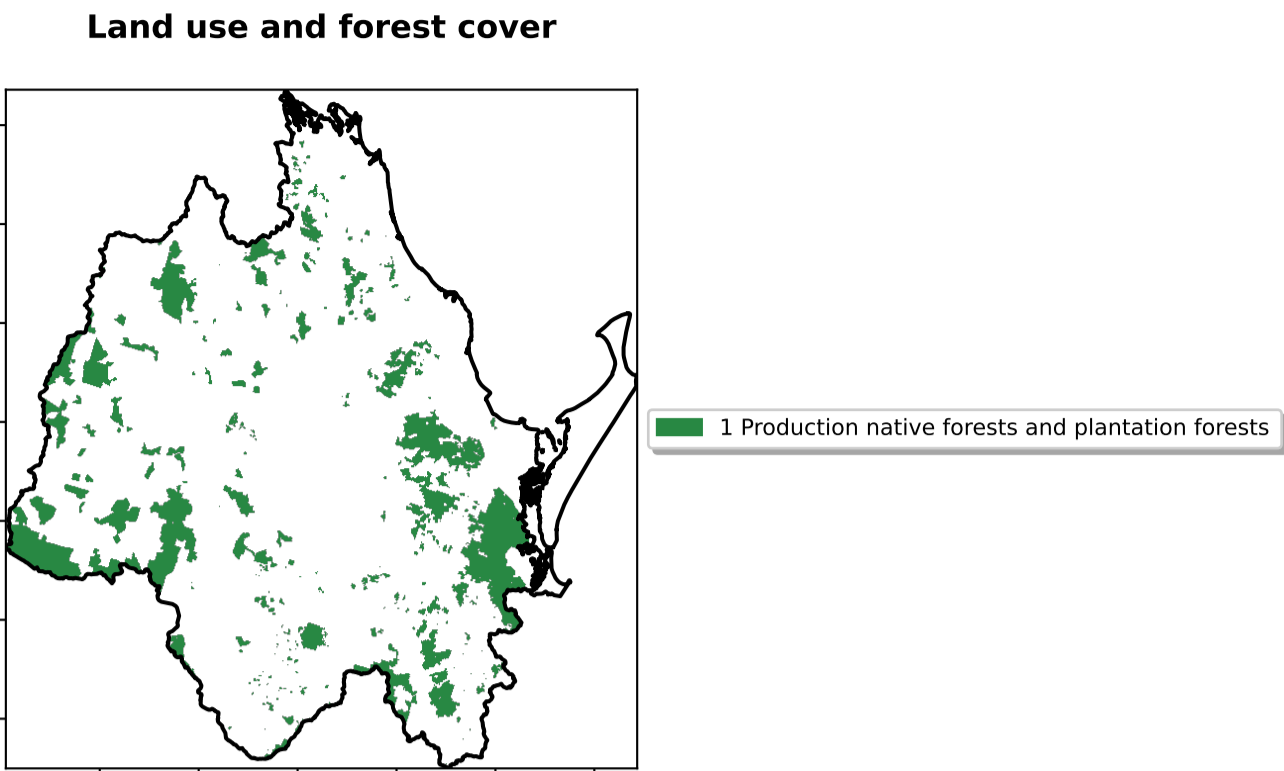 Land use and forest cover
1 Production native forests and plantation forests